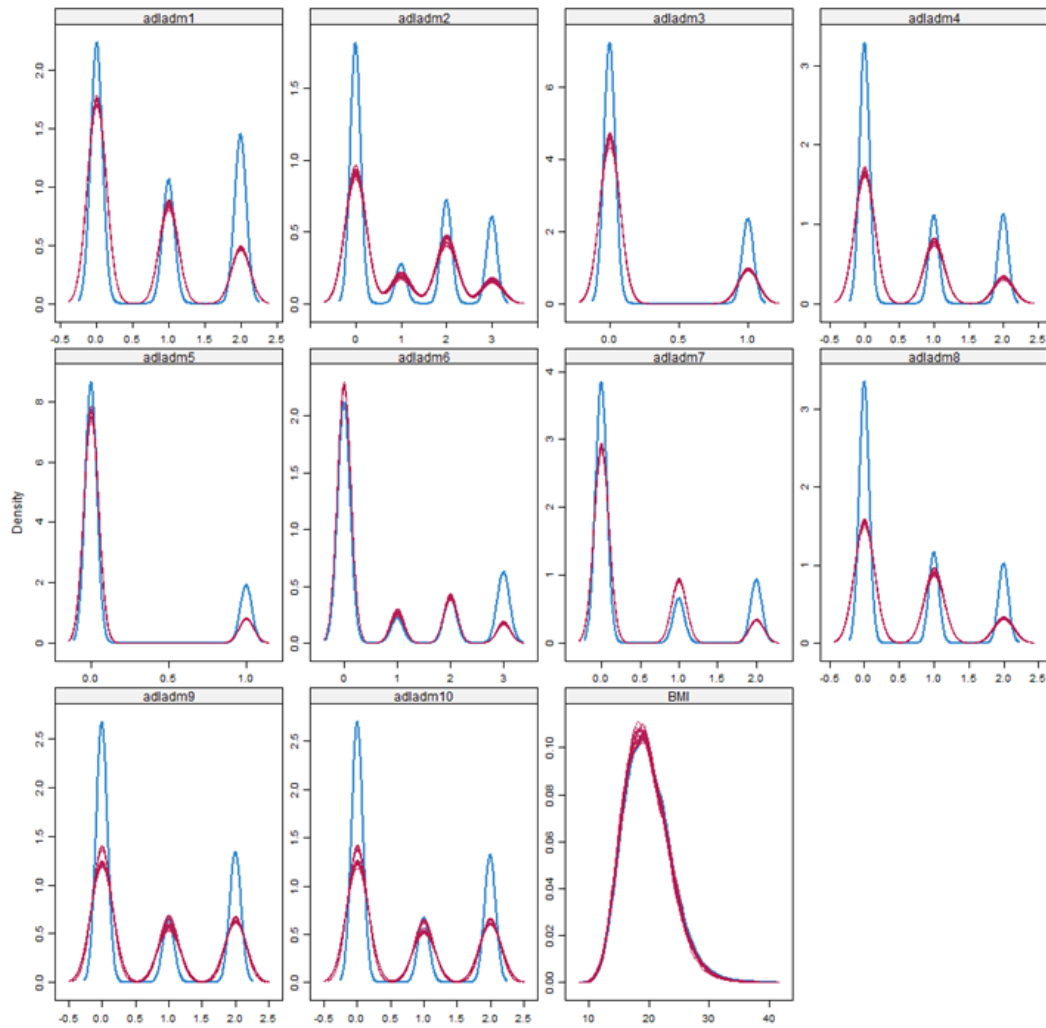 adladm1 adladm2 adladm3 adladm4
0.0 0.5 1.0 1.5 2.0
0.0 0.5 1.0 1.5
0 2 4 6
0 1 2 3
-0.5 0.0 0.5 1.0 1.5 2.0 2.5
0 1 2 3
0.0 0.5 1.0
-0.5 0.0 0.5 1.0 1.5 2.0 2.5
adladm5 adladm6 adladm7 adladm8
Density
0 2 4 6 8
0.0 0.5 1.0 1.5 2.0
0 1 2 3 4
0 1 2 3
0.0 0.5 1.0
0 1 2 3
0.0 0.5 1.0 1.5 2.0
-0.5 0.0 0.5 1.0 1.5 2.0 2.5
adladm9 adladm10 BMI
0.0 0.5 1.0 1.5 2.0 2.5
0.0 0.5 1.0 1.5 2.0 2.5
0.00 0.02 0.04 0.06 0.08 0.10
-0.5 0.0 0.5 1.0 1.5 2.0 2.5
-0.5 0.0 0.5 1.0 1.5 2.0 2.5
10 20 30 40